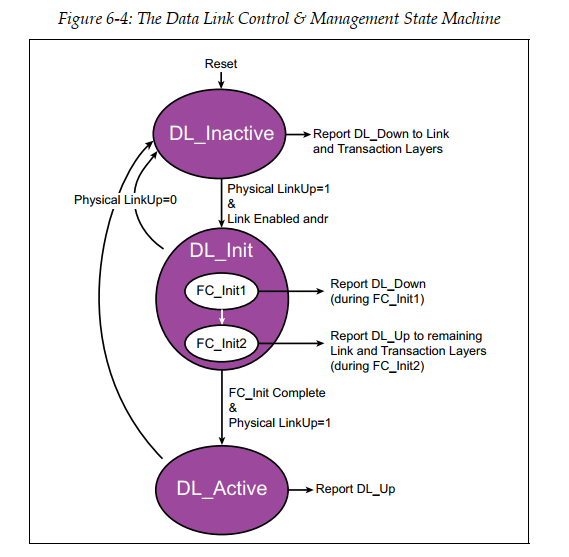 Figure 6-4: The Data Link Control & Management State Machine
Reset
DL_Inactive
Report DL_Down to Link
and Transaction Layers
Physical LinkUp=0
Physical LinkUp=1
&
Link Enabled andr
DL_Init
FC_Init1
Report DL_Down
(during FC_Init1)
FC_Init2
Report DL_Up to remaining
Link and Transaction Layers
(during FC_Init2)
FC_Init Complete
&
Physical LinkUp=1
DL_Active
Report DL_Up